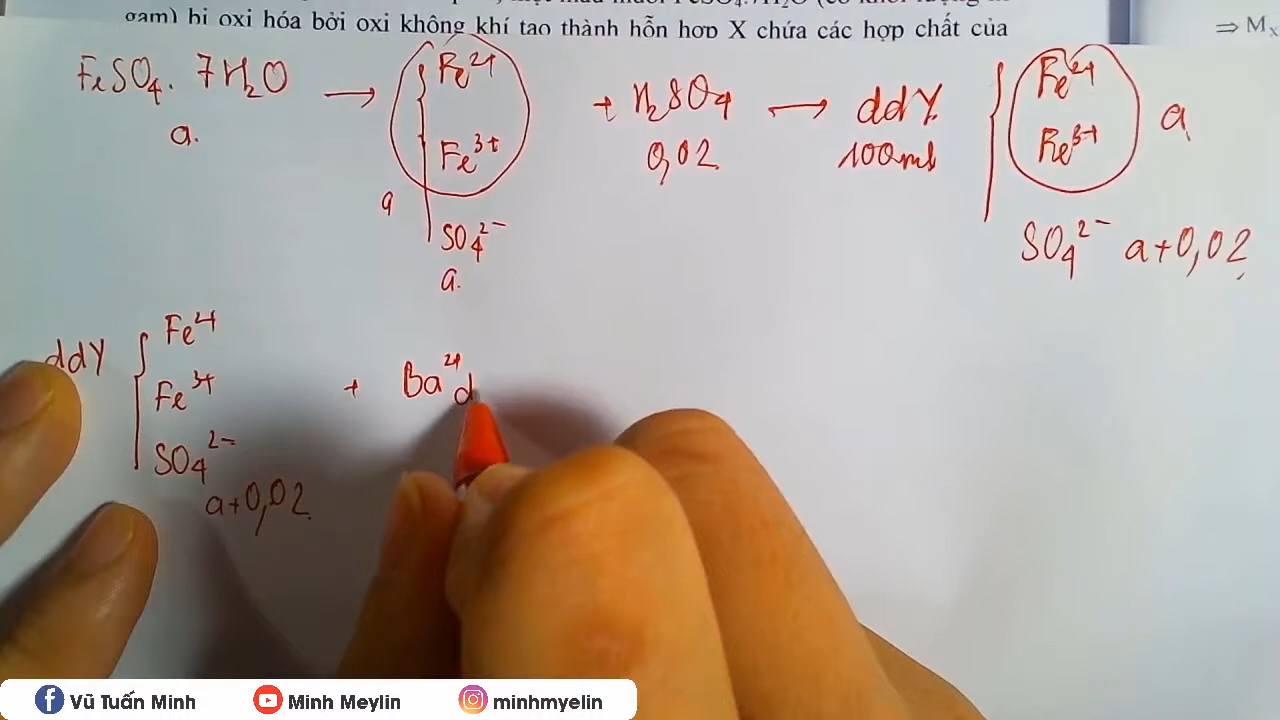 gam) bị oxi hóa bởi oxi không khí tạo thành hỗn hợp X chứa các hợp chất của
⇒ Mx
FeSO4. 7H2O → Fe2+ + H2SO4 → ddY Fe2+
a. Fe3+ 0,02 100ml Fe3+ a
a SO4 2− SO4 2− a+0,02
a.
ddY Fe2+ + Ba2+ d
Fe3+
SO4 2−
a+0,02
Vũ Tuấn Minh Minh Meylin minhmyelin